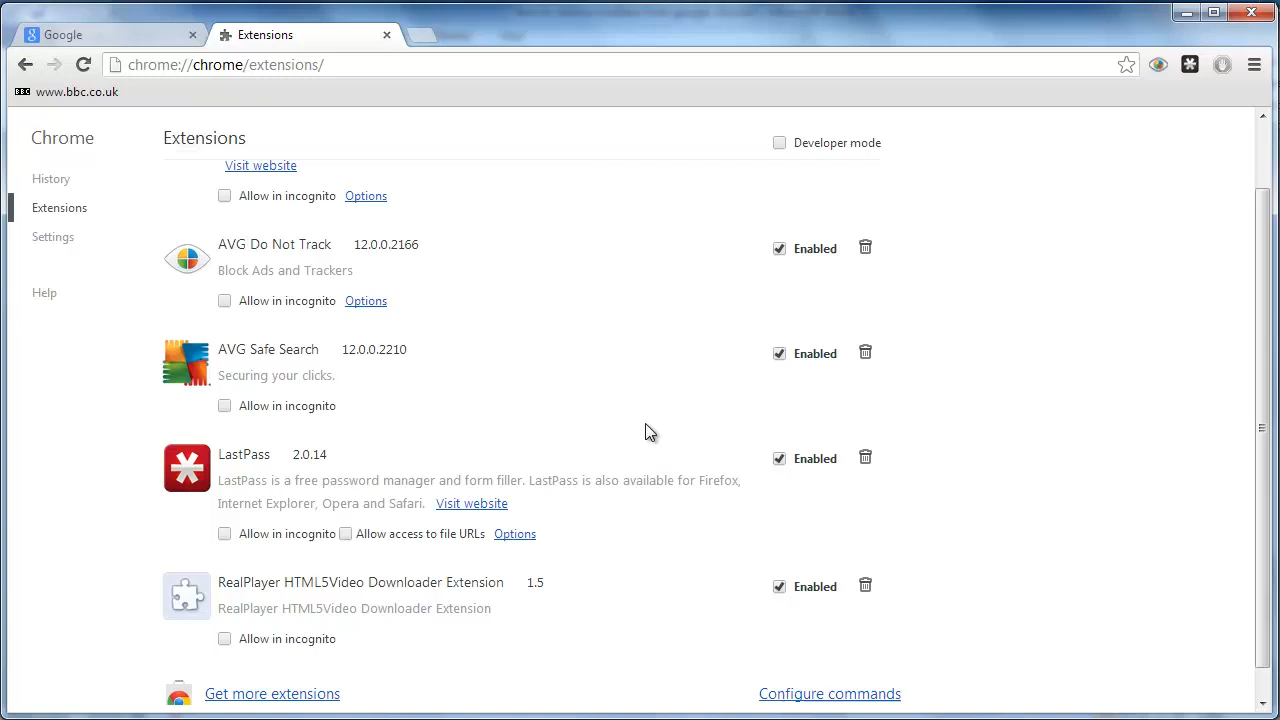 Google
Extensions
chrome://chrome/extensions/
BBC www.bbc.co.uk
Chrome
Extensions
Developer mode
Visit website
History
Allow in incognito Options
Extensions
Settings
AVG Do Not Track 12.0.0.2166
Enabled
Block Ads and Trackers
Help
Allow in incognito Options
AVG Safe Search 12.0.0.2210
Enabled
Securing your clicks.
Allow in incognito
LastPass 2.0.14
Enabled
LastPass is a free password manager and form filler. LastPass is also available for Firefox,
Internet Explorer, Opera and Safari. Visit website
Allow in incognito Allow access to file URLs Options
RealPlayer HTML5Video Downloader Extension 1.5
Enabled
RealPlayer HTML5Video Downloader Extension
Allow in incognito
Get more extensions
Configure commands